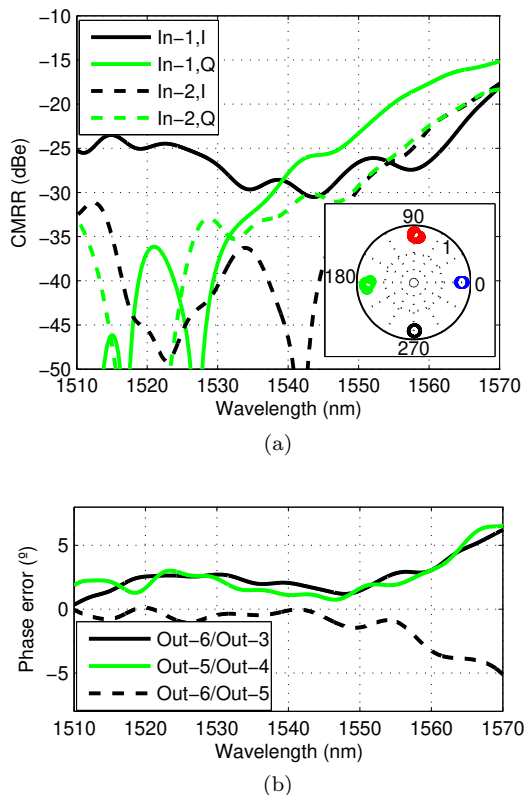 −10
−15
−20
−25
−30
−35
−40
−45
−50
CMRR (dBe)
In−1,I
In−1,Q
In−2,I
In−2,Q
90
1
180
0
270
1510 1520 1530 1540 1550 1560 1570
Wavelength (nm)
(a)
5
0
−5
Phase error (º)
Out−6/Out−3
Out−5/Out−4
Out−6/Out−5
1510 1520 1530 1540 1550 1560 1570
Wavelength (nm)
(b)